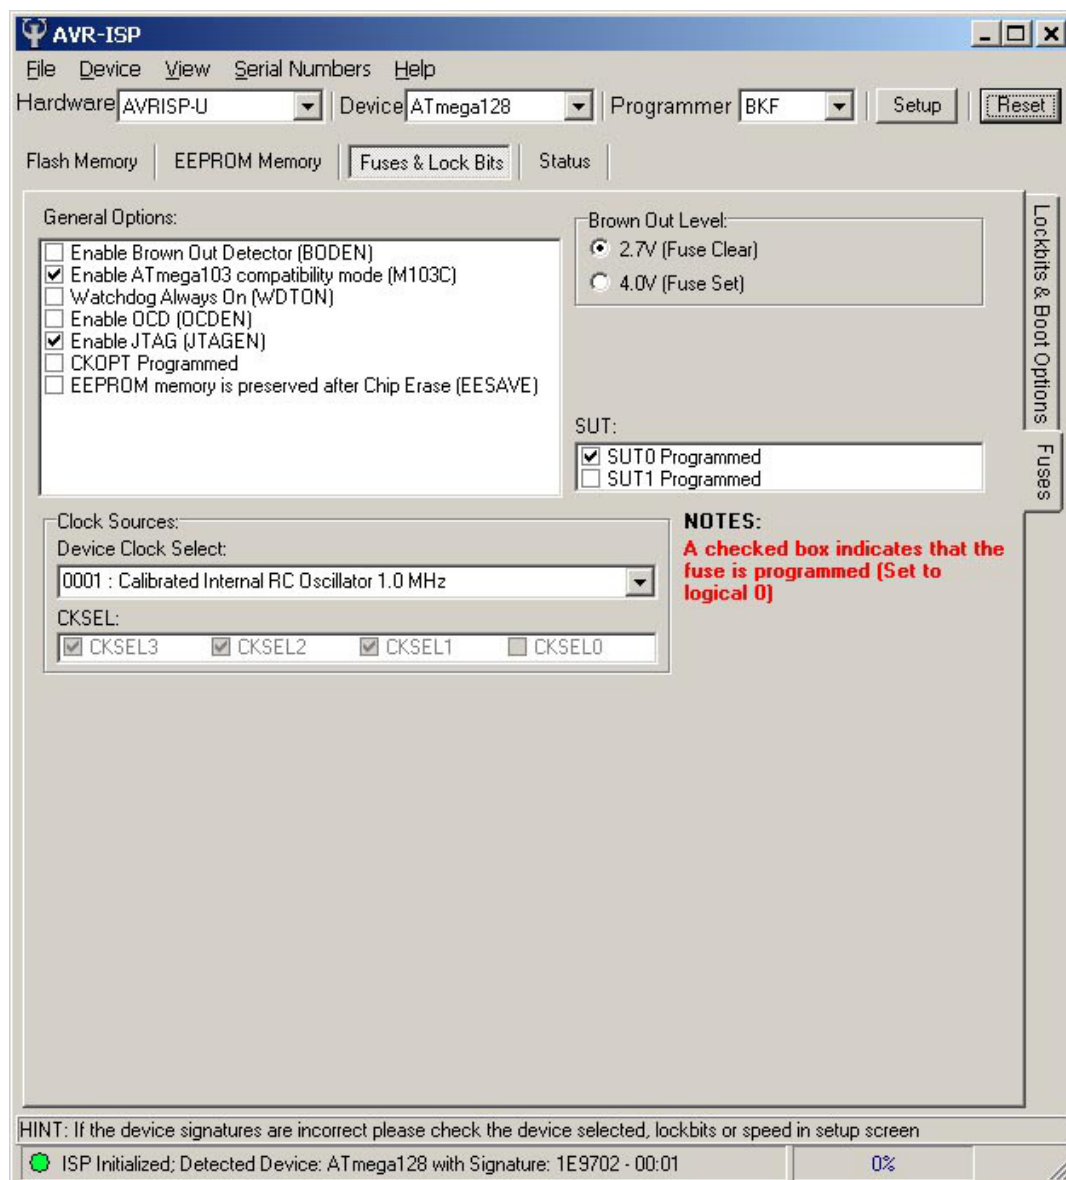 AVR-ISP
File Device View Serial Numbers Help
Hardware AVRISP-U Device ATmega128 Programmer BKF Setup Reset
Flash Memory EEPROM Memory Fuses & Lock Bits Status
General Options:
Enable Brown Out Detector (BODEN)
Enable ATmega103 compatibility mode (M103C)
Watchdog Always On (WDTON)
Enable OCD (OCDEN)
Enable JTAG (JTAGEN)
CKOPT Programmed
EEPROM memory is preserved after Chip Erase (EESAVE)
Brown Out Level:
2.7V (Fuse Clear)
4.0V (Fuse Set)
SUT:
SUT0 Programmed
SUT1 Programmed
Lockbits & Boot Options
Fuses
Clock Sources:
Device Clock Select:
0001 : Calibrated Internal RC Oscillator 1.0 MHz
CKSEL:
CKSEL3 CKSEL2 CKSEL1 CKSEL0
NOTES:
A checked box indicates that the
fuse is programmed (Set to
logical 0)
HINT: If the device signatures are incorrect please check the device selected, lockbits or speed in setup screen
ISP Initialized; Detected Device: ATmega128 with Signature: 1E9702 - 00:01 0%